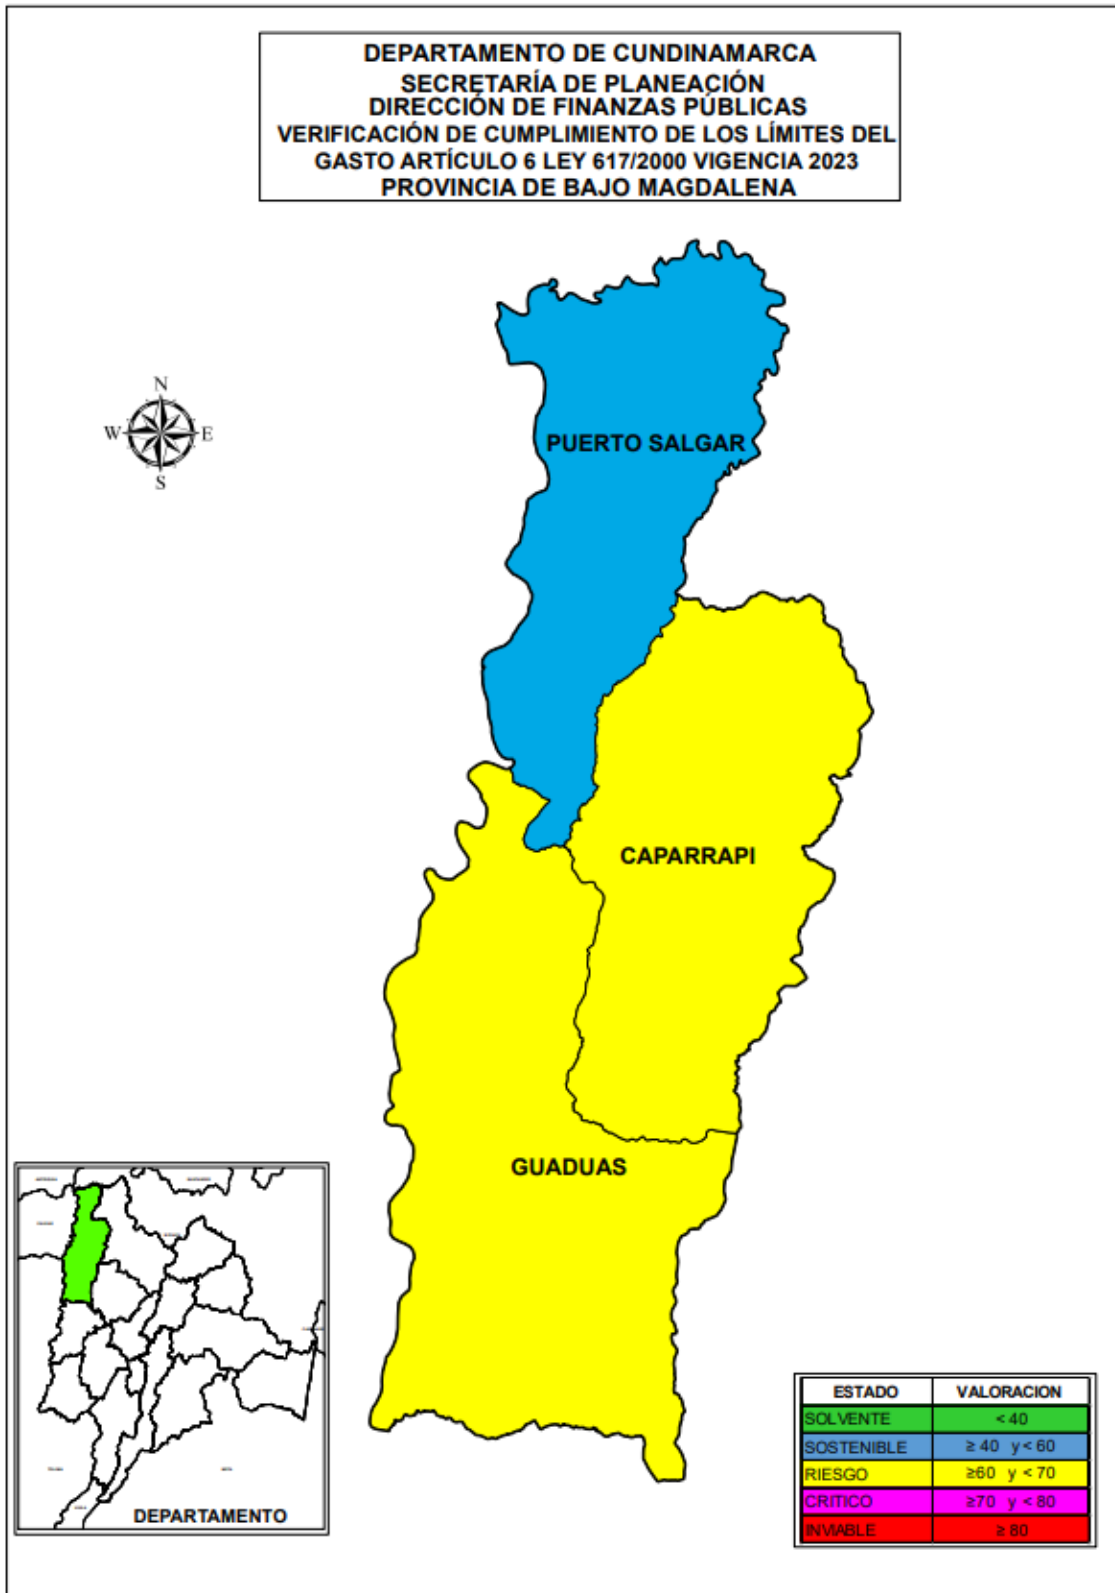 DEPARTAMENTO DE CUNDINAMARCA
SECRETARÍA DE PLANEACIÓN
DIRECCIÓN DE FINANZAS PÚBLICAS
VERIFICACIÓN DE CUMPLIMIENTO DE LOS LÍMITES DEL
GASTO ARTÍCULO 6 LEY 617/2000 VIGENCIA 2023
PROVINCIA DE BAJO MAGDALENA
N
W E
S
PUERTO SALGAR
CAPARRAPI
GUADUAS
DEPARTAMENTO
ESTADO VALORACION
SOLVENTE < 40
SOSTENIBLE ≥ 40 y < 60
RIESGO ≥60 y < 70
CRITICO ≥70 y < 80
INVIABLE ≥ 80